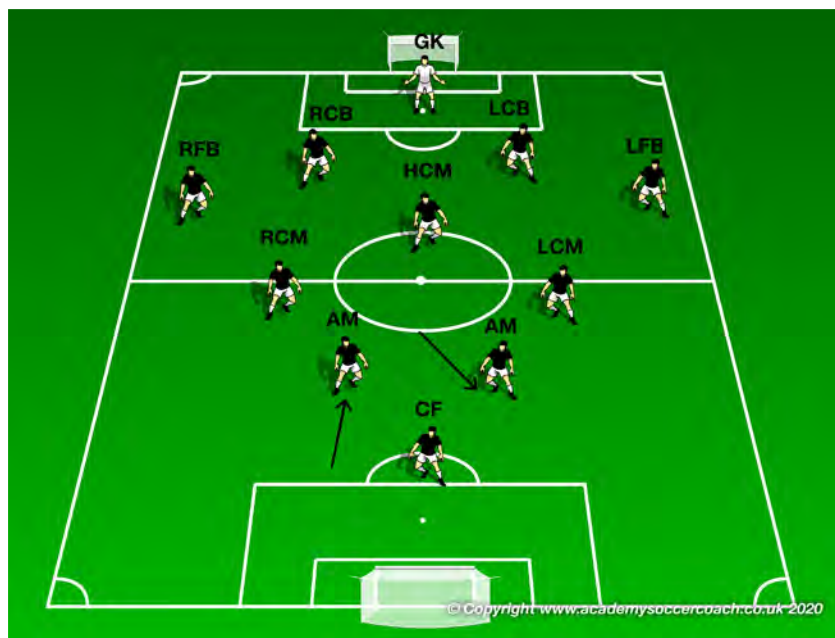 GK
RCB
LCB
RFB
HCM
LFB
RCM
LCM
AM
AM
CF
© Copyright www.academysoccercoach.co.uk 2020